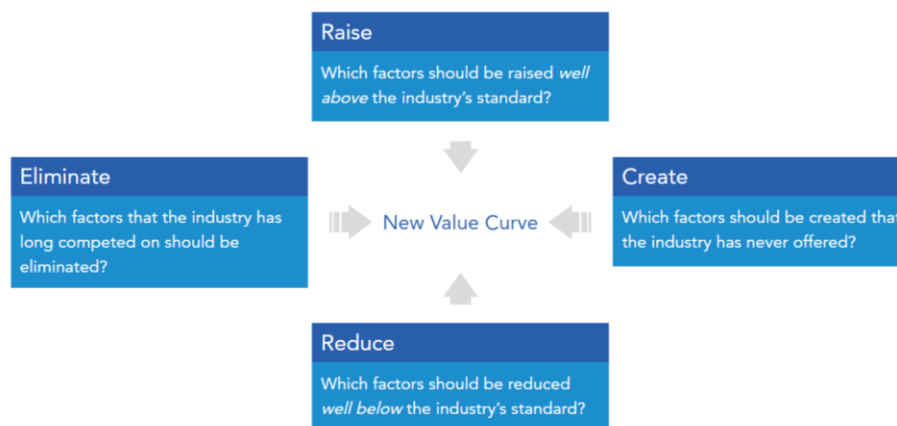 Raise
Which factors should be raised well
above the industry's standard?
Eliminate
Which factors that the industry has
long competed on should be
eliminated?
New Value Curve
Create
Which factors should be created that
the industry has never offered?
Reduce
Which factors should be reduced
well below the industry's standard?